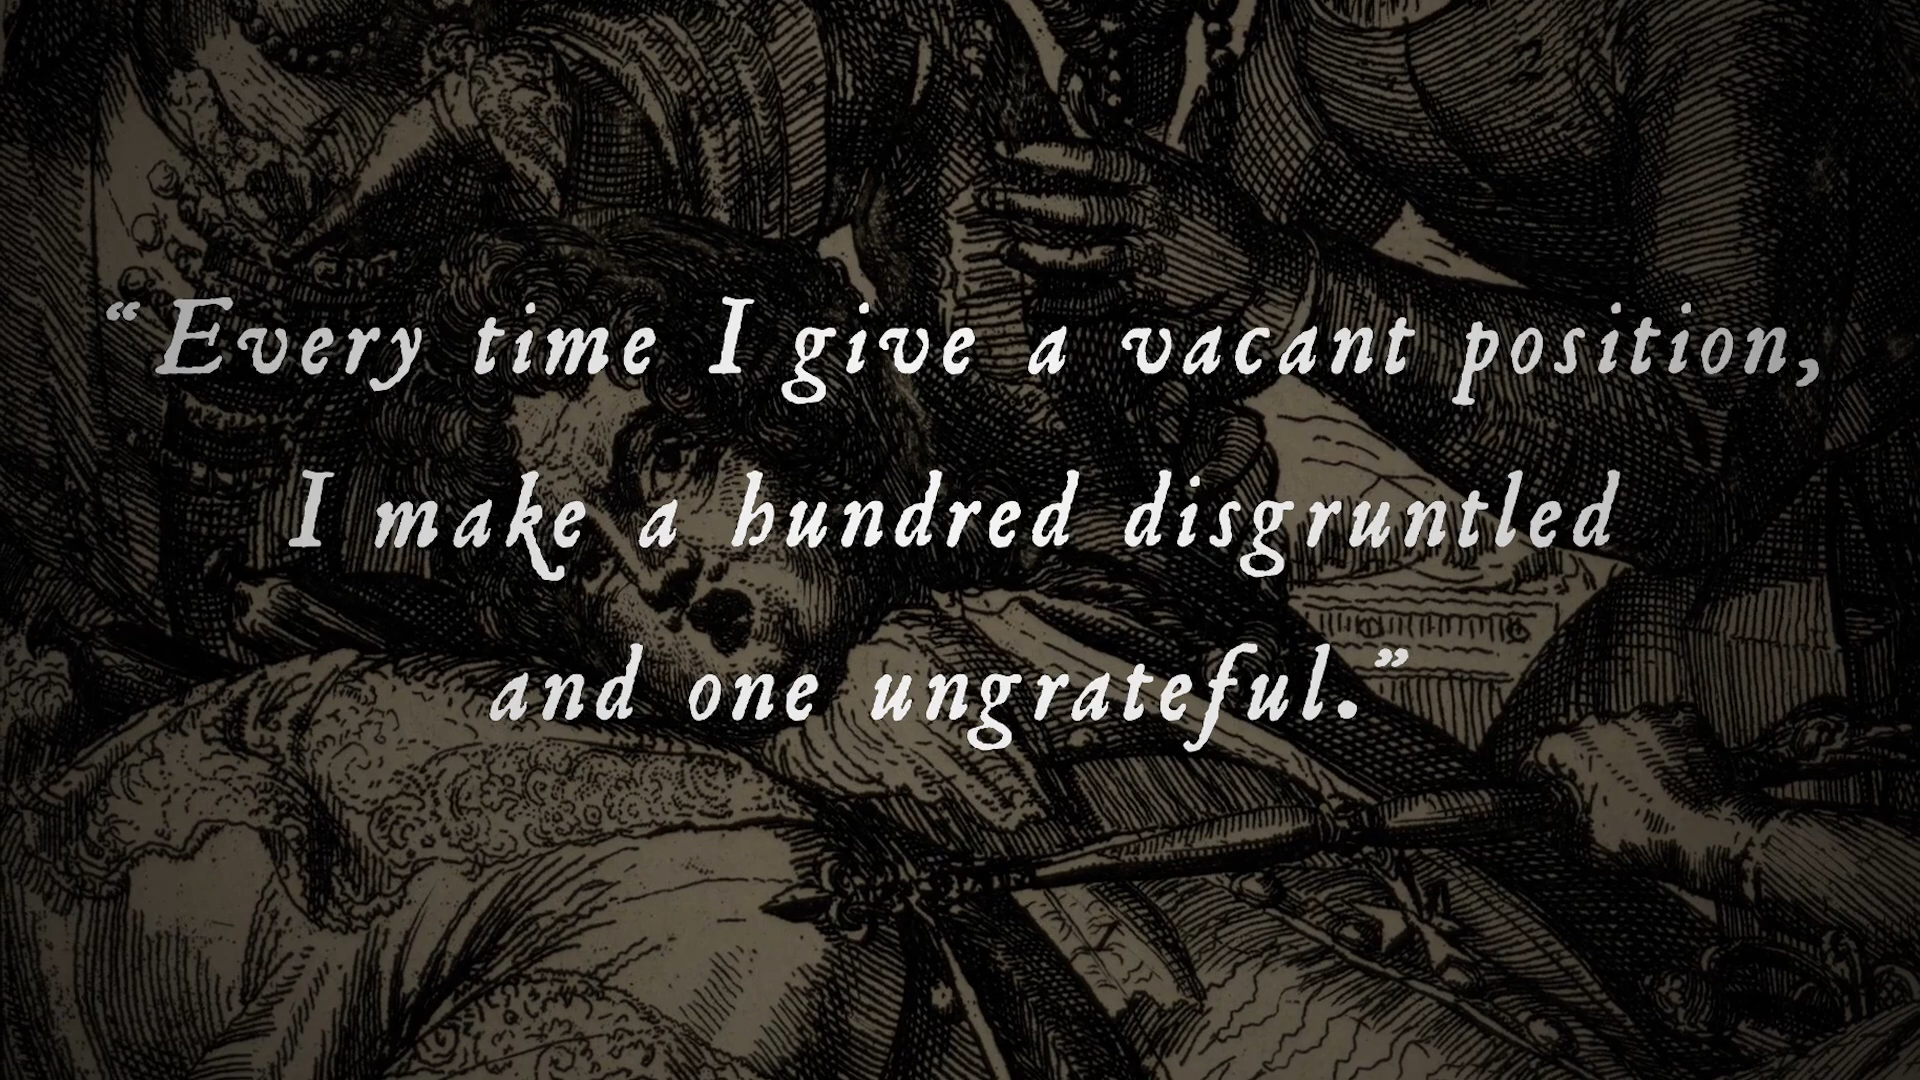 “Every time I give a vacant position,
I make a hundred disgruntled
and one ungrateful.”